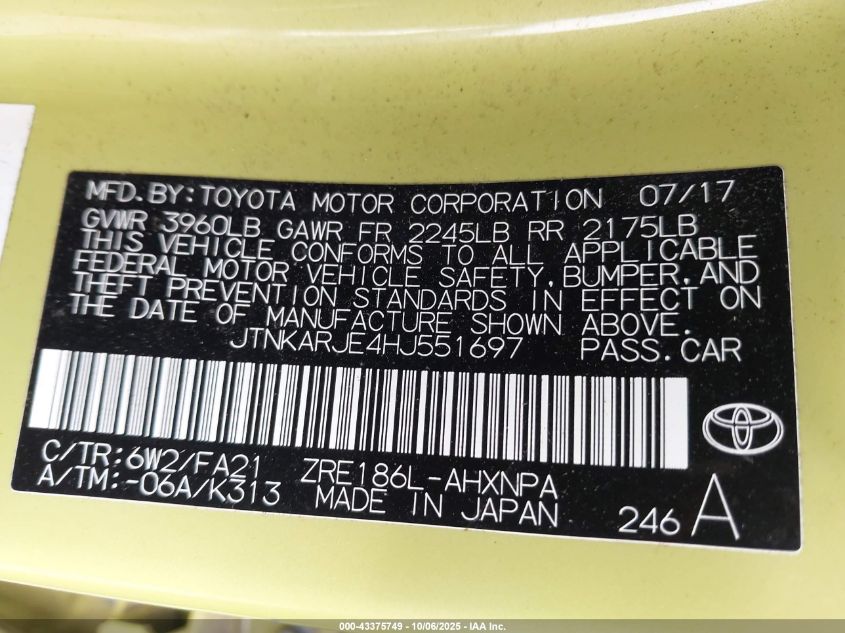 MFD.BY:TOYOTA MOTOR CORPORATION 07/17
GVWR 3960LB GAWR FR 2245LB RR 2175LB
THIS VEHICLE CONFORMS TO ALL APPLICABLE
FEDERAL MOTOR VEHICLE SAFETY,BUMPER,AND
THEFT PREVENTION STANDARDS IN EFFECT ON
THE DATE OF MANUFACTURE SHOWN ABOVE.
JTNKARJE4HJ551697 PASS.CAR
C/TR:6W2/FA21 ZRE186L-AHXNPA
A/TM:-06A/K313 MADE IN JAPAN 246 A
000-43375749 - 10/06/2025 - IAA Inc.